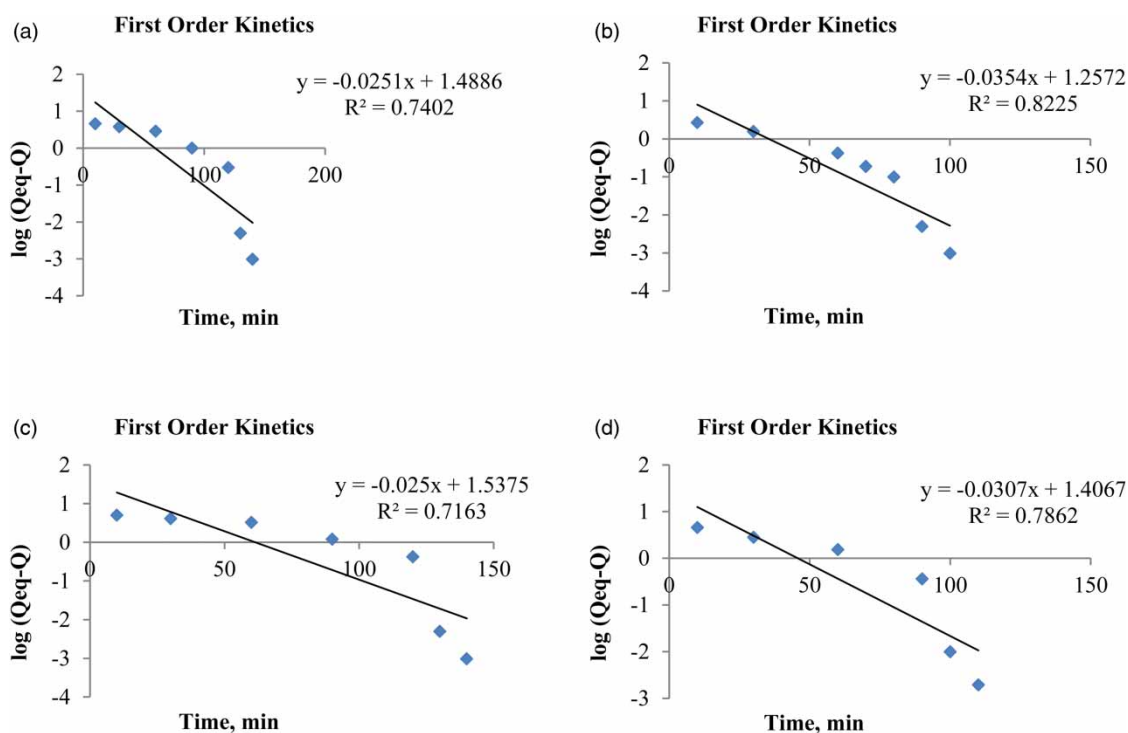 (a)
First Order Kinetics
y = -0.0251x + 1.4886
R² = 0.7402
2
1
0
-1
-2
-3
-4
0
100
200
log (Qeq-Q)
Time, min
(b)
First Order Kinetics
y = -0.0354x + 1.2572
R² = 0.8225
2
1
0
-1
-2
-3
-4
0
50
100
150
log (Qeq-Q)
Time, min
(c)
First Order Kinetics
y = -0.025x + 1.5375
R² = 0.7163
2
1
0
-1
-2
-3
-4
0
50
100
150
log (Qeq-Q)
Time, min
(d)
First Order Kinetics
y = -0.0307x + 1.4067
R² = 0.7862
2
1
0
-1
-2
-3
0
50
100
150
log (Qeq-Q)
Time, min